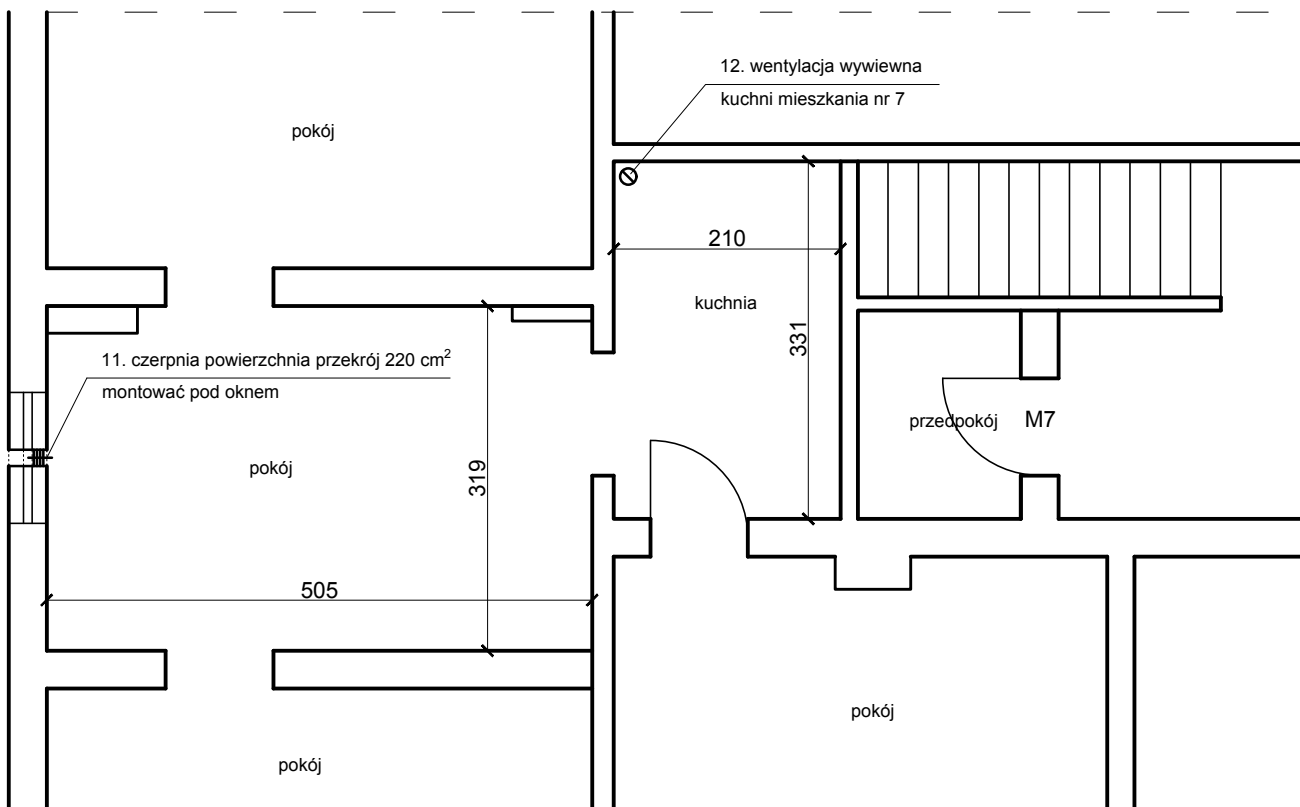 12. wentylacja wywiewna
kuchni mieszkania nr 7
pokój
210
kuchnia
331
11. czerpnia powierzchnia przekrój 220 cm²
montować pod oknem
przedpokój M7
pokój
319
505
pokój
pokój